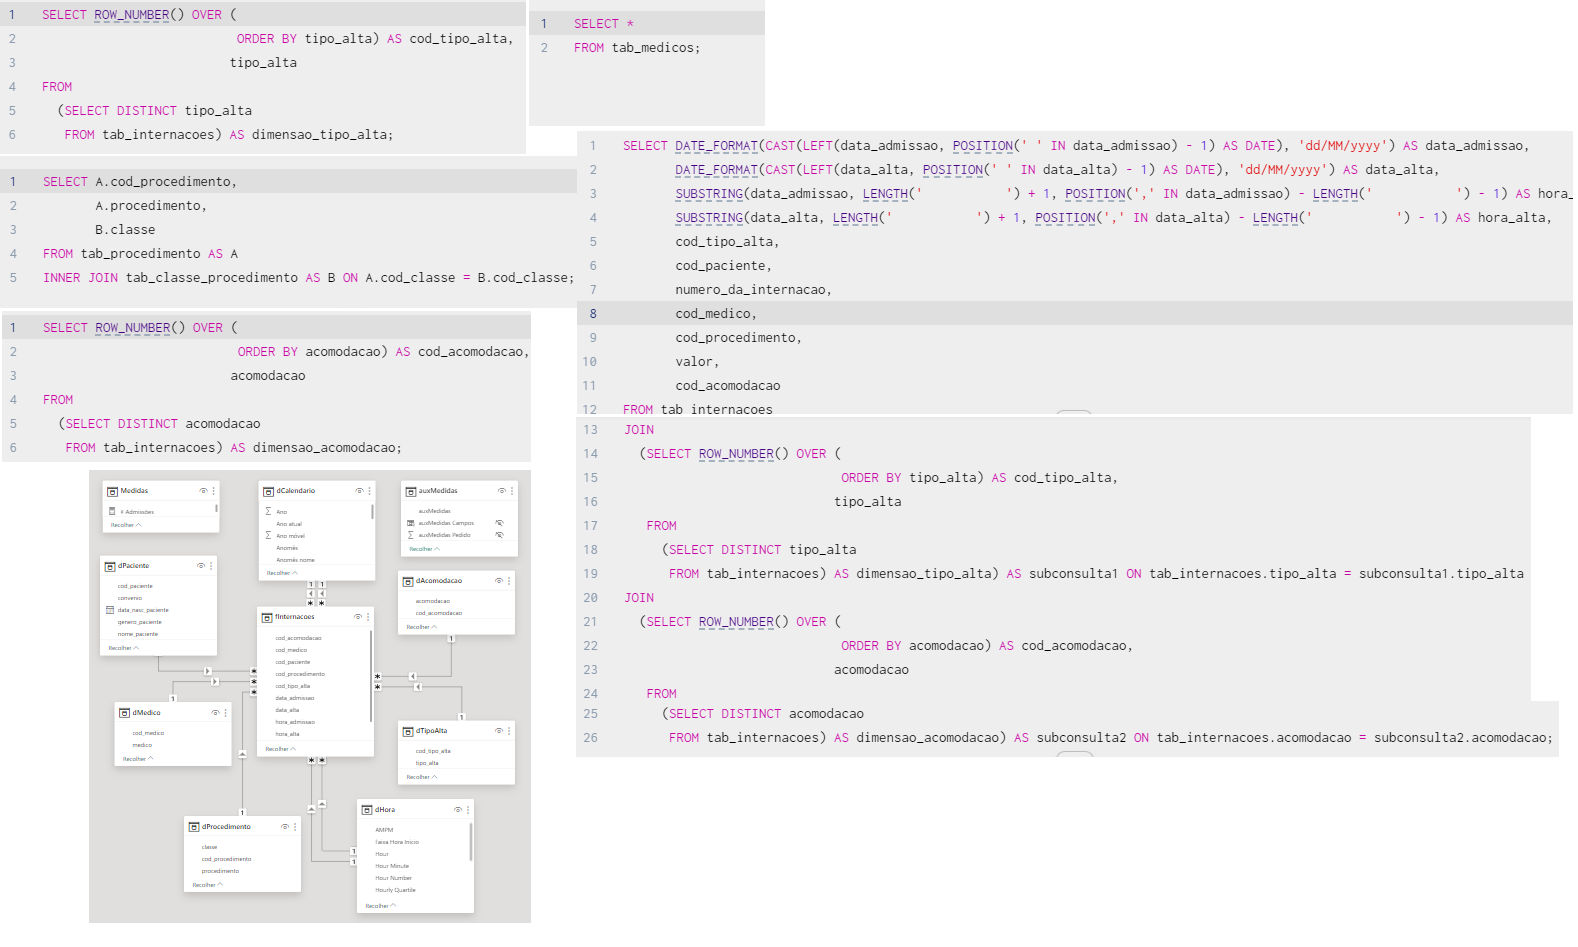 1 SELECT ROW_NUMBER() OVER (
2 ORDER BY tipo_alta) AS cod_tipo_alta,
3 tipo_alta
4 FROM
5 (SELECT DISTINCT tipo_alta
6 FROM tab_internacoes) AS dimensao_tipo_alta;
1 SELECT *
2 FROM tab_medicos;
1 SELECT A.cod_procedimento,
2 A.procedimento,
3 B.classe
4 FROM tab_procedimento AS A
5 INNER JOIN tab_classe_procedimento AS B ON A.cod_classe = B.cod_classe;
1 SELECT ROW_NUMBER() OVER (
2 ORDER BY acomodacao) AS cod_acomodacao,
3 acomodacao
4 FROM
5 (SELECT DISTINCT acomodacao
6 FROM tab_internacoes) AS dimensao_acomodacao;
1 SELECT DATE_FORMAT(CAST(LEFT(data_admissao, POSITION(' ' IN data_admissao) - 1) AS DATE), 'dd/MM/yyyy') AS data_admissao,
2 DATE_FORMAT(CAST(LEFT(data_alta, POSITION(' ' IN data_alta) - 1) AS DATE), 'dd/MM/yyyy') AS data_alta,
3 SUBSTRING(data_admissao, LENGTH('           ') + 1, POSITION(',' IN data_admissao) - LENGTH('           ') - 1) AS hora_
4 SUBSTRING(data_alta, LENGTH('           ') + 1, POSITION(',' IN data_alta) - LENGTH('           ') - 1) AS hora_alta,
5 cod_tipo_alta,
6 cod_paciente,
7 numero_da_internacao,
8 cod_medico,
9 cod_procedimento,
10 valor,
11 cod_acomodacao
12 FROM tab_internacoes
13 JOIN
14 (SELECT ROW_NUMBER() OVER (
15 ORDER BY tipo_alta) AS cod_tipo_alta,
16 tipo_alta
17 FROM
18 (SELECT DISTINCT tipo_alta
19 FROM tab_internacoes) AS dimensao_tipo_alta) AS subconsulta1 ON tab_internacoes.tipo_alta = subconsulta1.tipo_alta
20 JOIN
21 (SELECT ROW_NUMBER() OVER (
22 ORDER BY acomodacao) AS cod_acomodacao,
23 acomodacao
24 FROM
25 (SELECT DISTINCT acomodacao
26 FROM tab_internacoes) AS dimensao_acomodacao) AS subconsulta2 ON tab_internacoes.acomodacao = subconsulta2.acomodacao;
Medidas
# Admissões
Recolher
dCalendario
Ano
Ano atual
Ano móvel
Anomês
Anomês nome
Recolher
auxMedidas
auxMedidas
auxMedidas Campos
auxMedidas Pedido
Recolher
dPaciente
cod_paciente
convenio
data_nasc_paciente
genero_paciente
nome_paciente
Recolher
dAcomodacao
acomodacao
cod_acomodacao
Recolher
fInternacoes
cod_acomodacao
cod_medico
cod_paciente
cod_procedimento
cod_tipo_alta
data_admissao
data_alta
hora_admissao
hora_alta
Recolher
dMedico
cod_medico
medico
Recolher
dTipoAlta
cod_tipo_alta
tipo_alta
Recolher
dProcedimento
classe
cod_procedimento
procedimento
Recolher
dHora
AMPM
Faixa Hora Inicio
Hour
Hour Minute
Hour Number
Hourly Quartile
Recolher